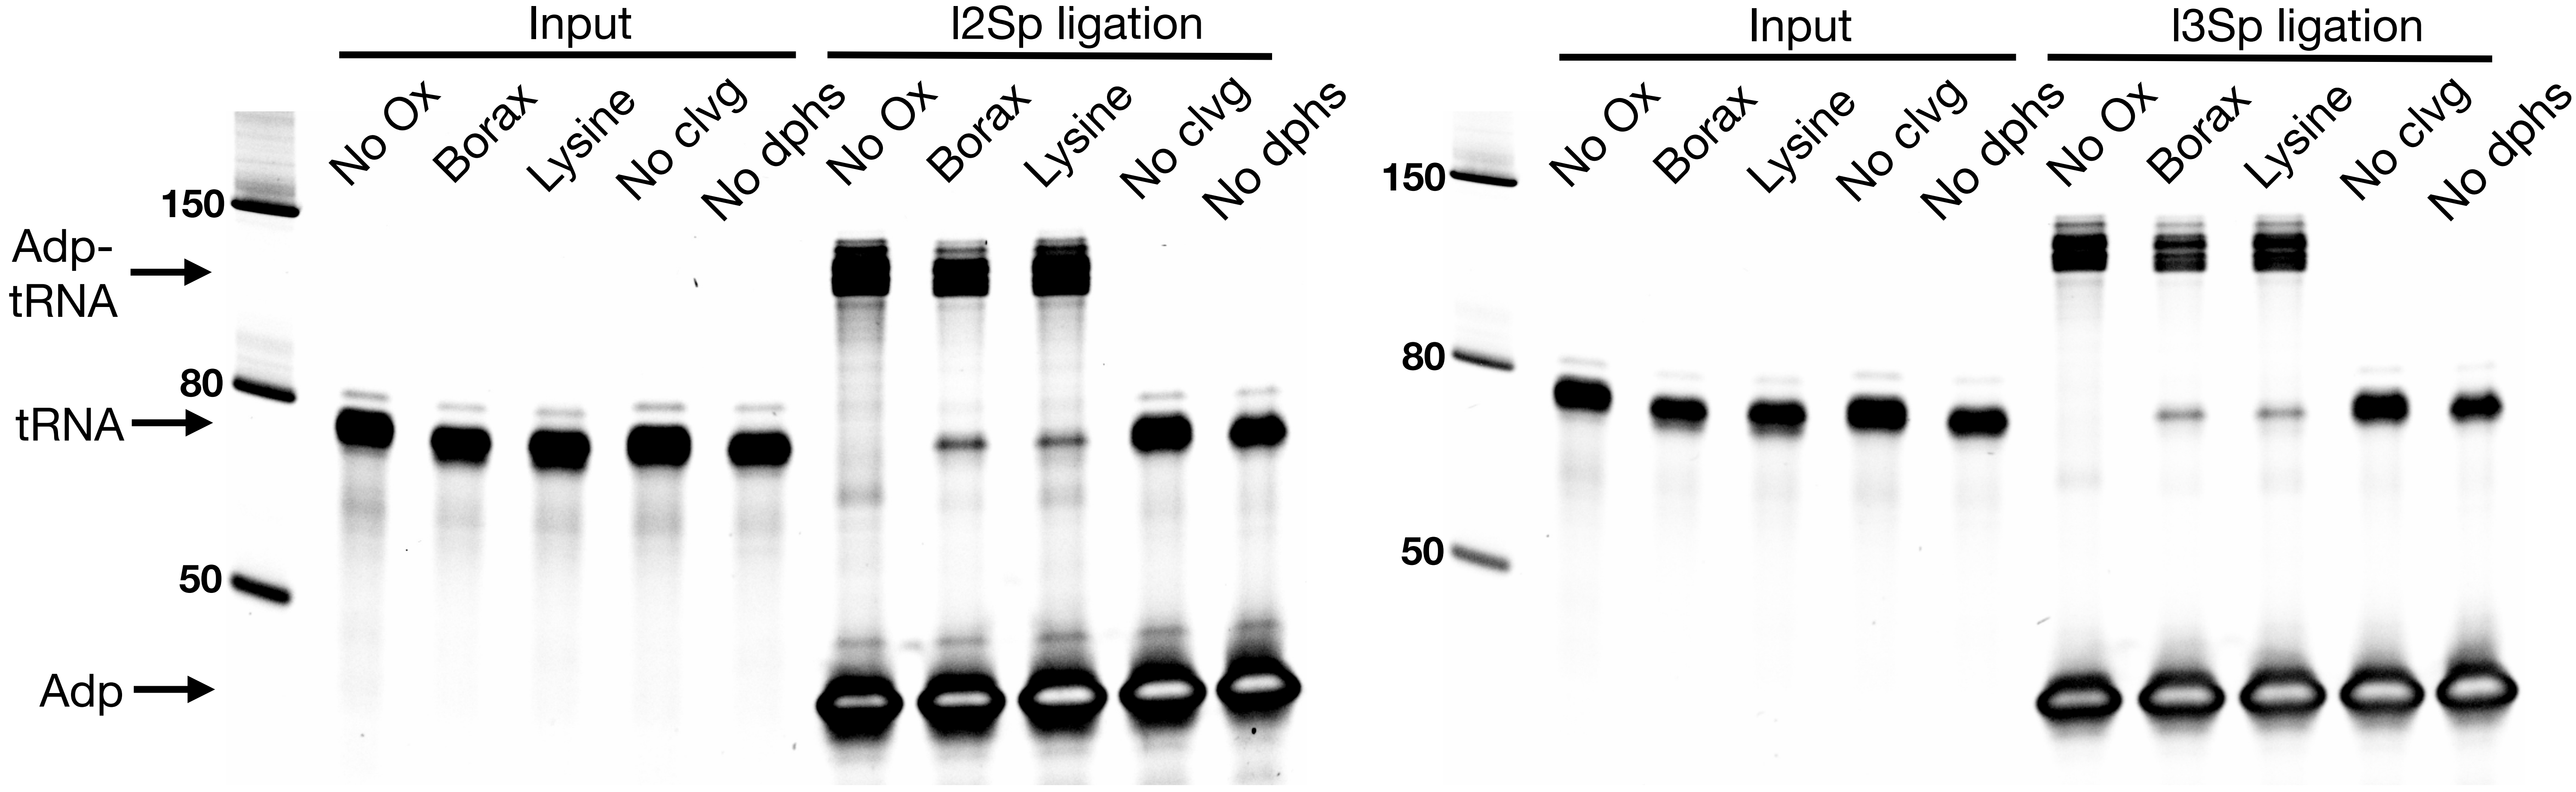 Input
I2Sp ligation
Input
I3Sp ligation
No Ox
Borax
Lysine
No clvg
No dphs
No Ox
Borax
Lysine
No clvg
No dphs
No Ox
Borax
Lysine
No clvg
No dphs
No Ox
Borax
Lysine
No clvg
No dphs
150
Adp-
tRNA
80
tRNA
50
Adp
150
80
50